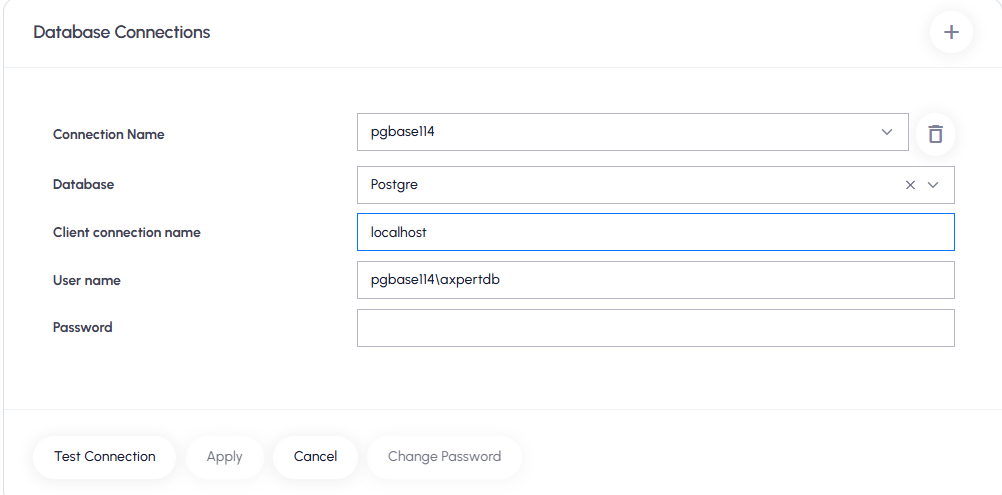 Database Connections
Connection Name
pgbase114
Database
Postgre
Client connection name
localhost
User name
pgbase114\axpertdb
Password
Test Connection
Apply
Cancel
Change Password